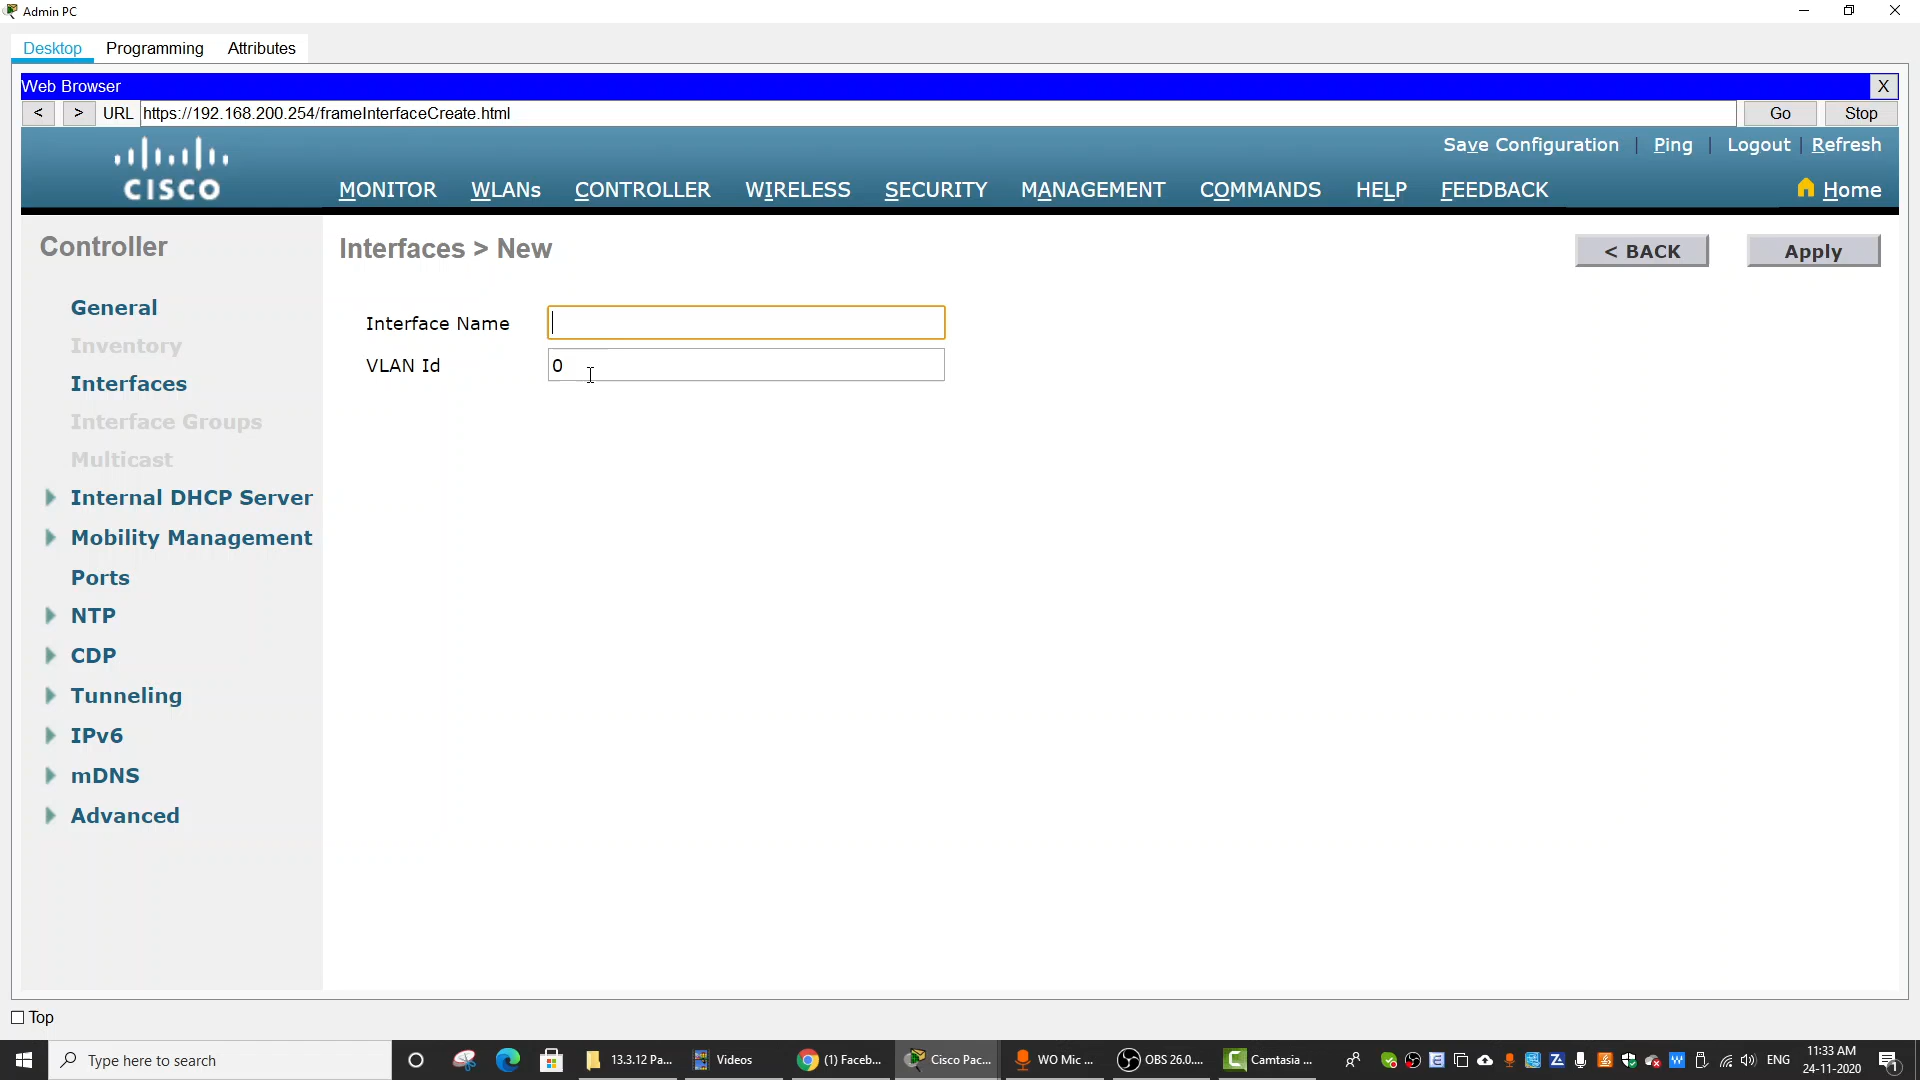 Admin PC
Desktop Programming Attributes
Web Browser X
< > URL https://192.168.200.254/frameInterfaceCreate.html Go Stop
Save Configuration | Ping | Logout | Refresh
CISCO
MONITOR WLANs CONTROLLER WIRELESS SECURITY MANAGEMENT COMMANDS HELP FEEDBACK Home
Controller
Interfaces > New
< BACK Apply
General
Inventory
Interfaces
Interface Groups
Multicast
Internal DHCP Server
Mobility Management
Ports
NTP
CDP
Tunneling
IPv6
mDNS
Advanced
Interface Name
VLAN Id 0
Top
Type here to search
13.3.12 Pa... Videos (1) Faceb... Cisco Pac... WO Mic ... OBS 26.0.... Camtasia ...
ENG
11:33 AM
24-11-2020
1